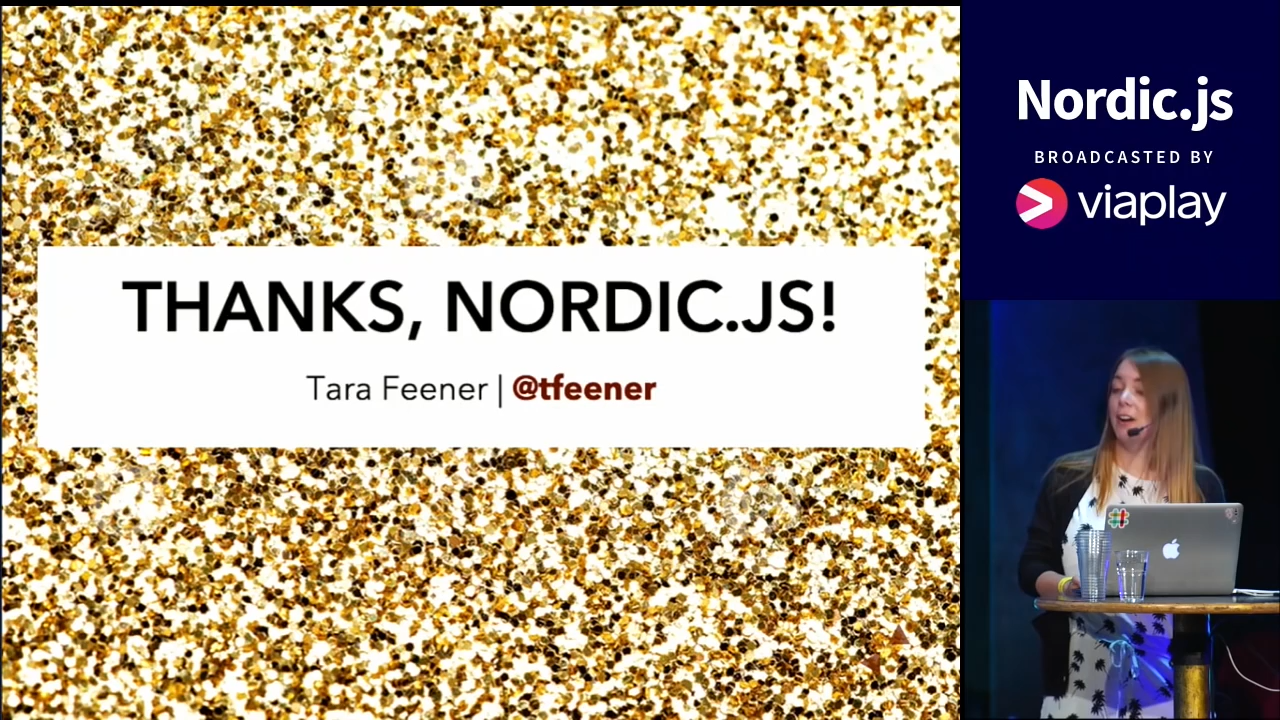 THANKS, NORDIC.JS!
Tara Feener | @tfeener
Nordic.js
BROADCASTED BY
viaplay